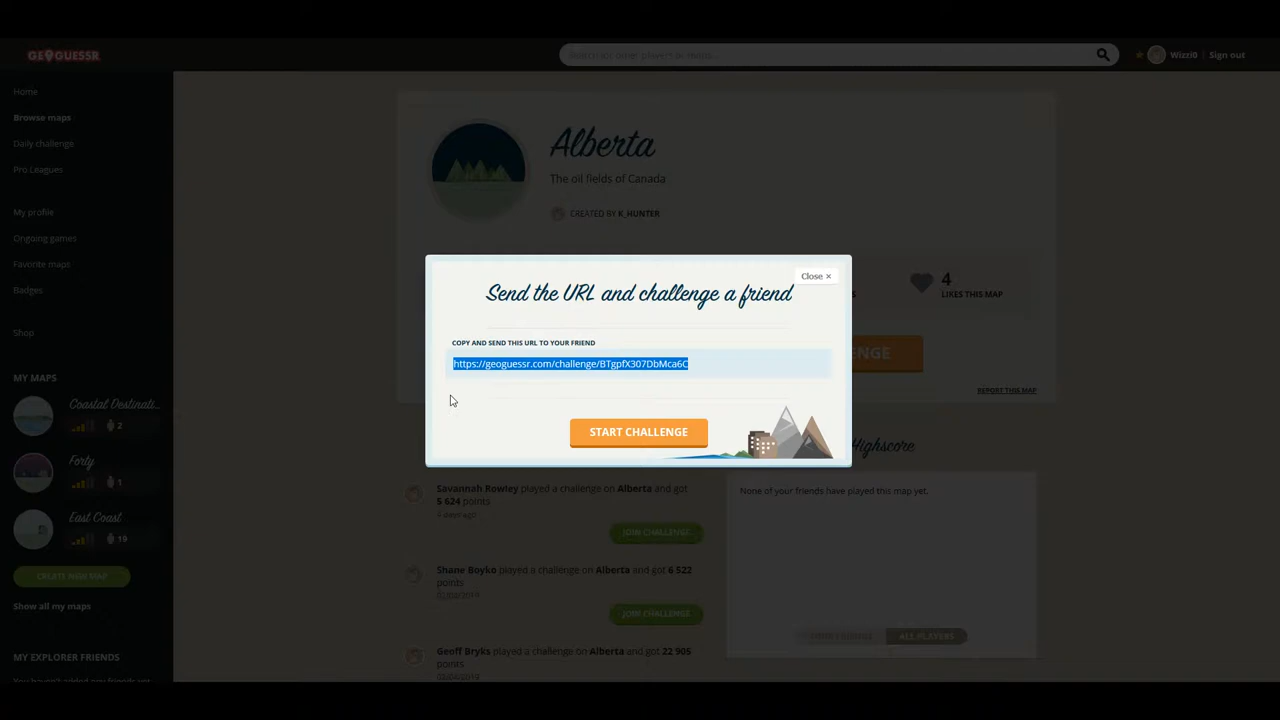 GEOGUESSR
Wizzi0
Sign out
Home
Browse maps
Daily challenge
Pro Leagues
My profile
Ongoing games
Favorite maps
Badges
Shop
MY MAPS
Coastal Destinati...
2
Forty
1
East Coast
19
CREATE NEW MAP
Show all my maps
MY EXPLORER FRIENDS
Alberta
The oil fields of Canada
CREATED BY K_HUNTER
4
LIKES THIS MAP
REPORT THIS MAP
Close ×
Send the URL and challenge a friend
COPY AND SEND THIS URL TO YOUR FRIEND
https://geoguessr.com/challenge/BTgpfX307DbMca6C
START CHALLENGE
Savannah Rowley played a challenge on Alberta and got
5 624 points
JOIN CHALLENGE
Shane Boyko played a challenge on Alberta and got 6 522
points
JOIN CHALLENGE
Geoff Bryks played a challenge on Alberta and got 22 905
points
Highscore
None of your friends have played this map yet.
ALL PLAYERS